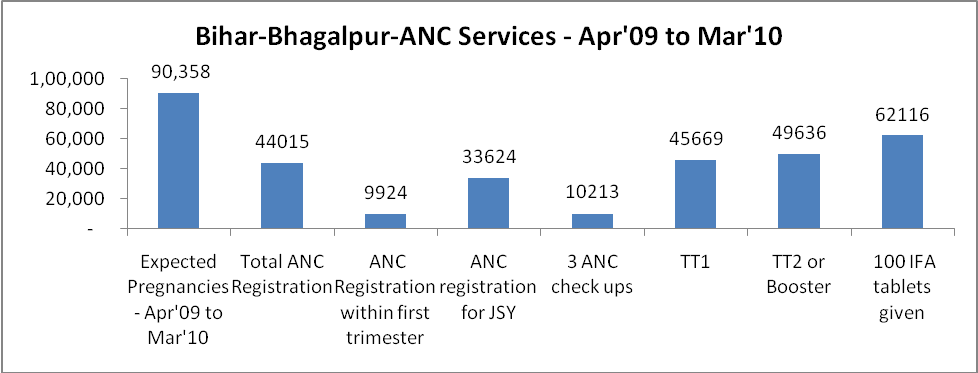 Bihar-Bhagalpur-ANC Services - Apr'09 to Mar'10
1,00,000
80,000
60,000
40,000
20,000
-
90,358
44015
9924
33624
10213
45669
49636
62116
Expected
Pregnancies
- Apr'09 to
Mar'10
Total ANC
Registration
ANC
Registration
within first
trimester
ANC
registration
for JSY
3 ANC
check ups
TT1
TT2 or
Booster
100 IFA
tablets
given